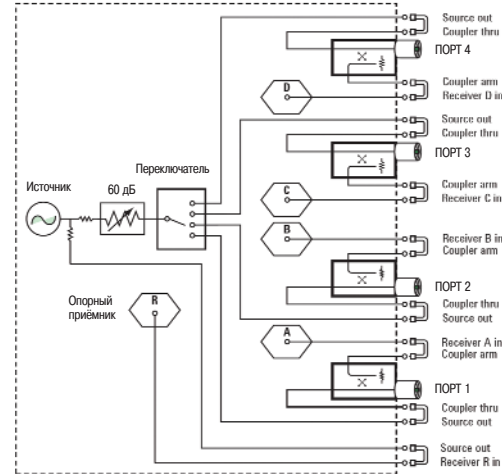 Source out
Coupler thru
ПОРТ 4
D
Coupler arm
Receiver D in
Source out
Coupler thru
ПОРТ 3
Переключатель
Источник
60 дБ
Coupler arm
C
Receiver C in
B
Receiver B in
Coupler arm
ПОРТ 2
Опорный
приёмник
R
Coupler thru
Source out
A
Receiver A in
Coupler arm
ПОРТ 1
Coupler thru
Source out
Source out
Receiver R in